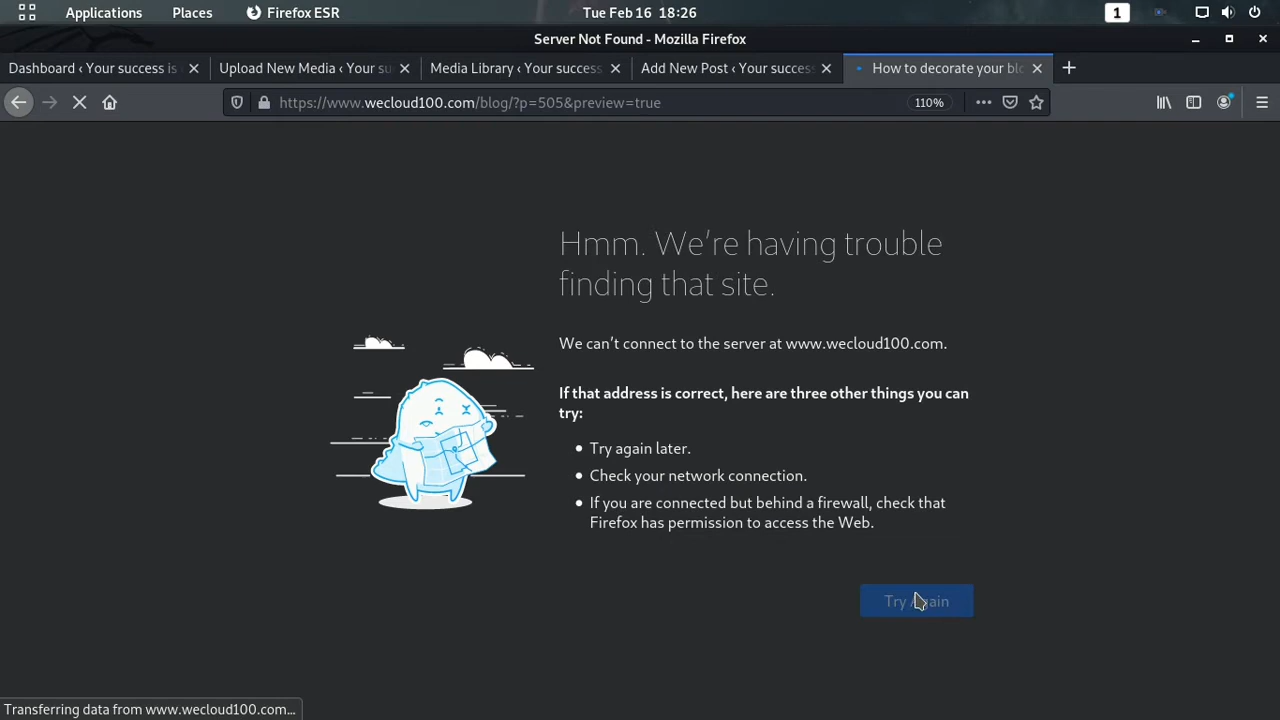 Applications Places Firefox ESR Tue Feb 16 18:26 1
Server Not Found - Mozilla Firefox
Dashboard ‹ Your success is Upload New Media ‹ Your su Media Library ‹ Your success Add New Post ‹ Your success How to decorate your blo
https://www.wecloud100.com/blog/?p=505&preview=true 110%
Hmm. We're having trouble
finding that site.
We can't connect to the server at www.wecloud100.com.
If that address is correct, here are three other things you can
try:
Try again later.
Check your network connection.
If you are connected but behind a firewall, check that
Firefox has permission to access the Web.
Try Again
Transferring data from www.wecloud100.com…